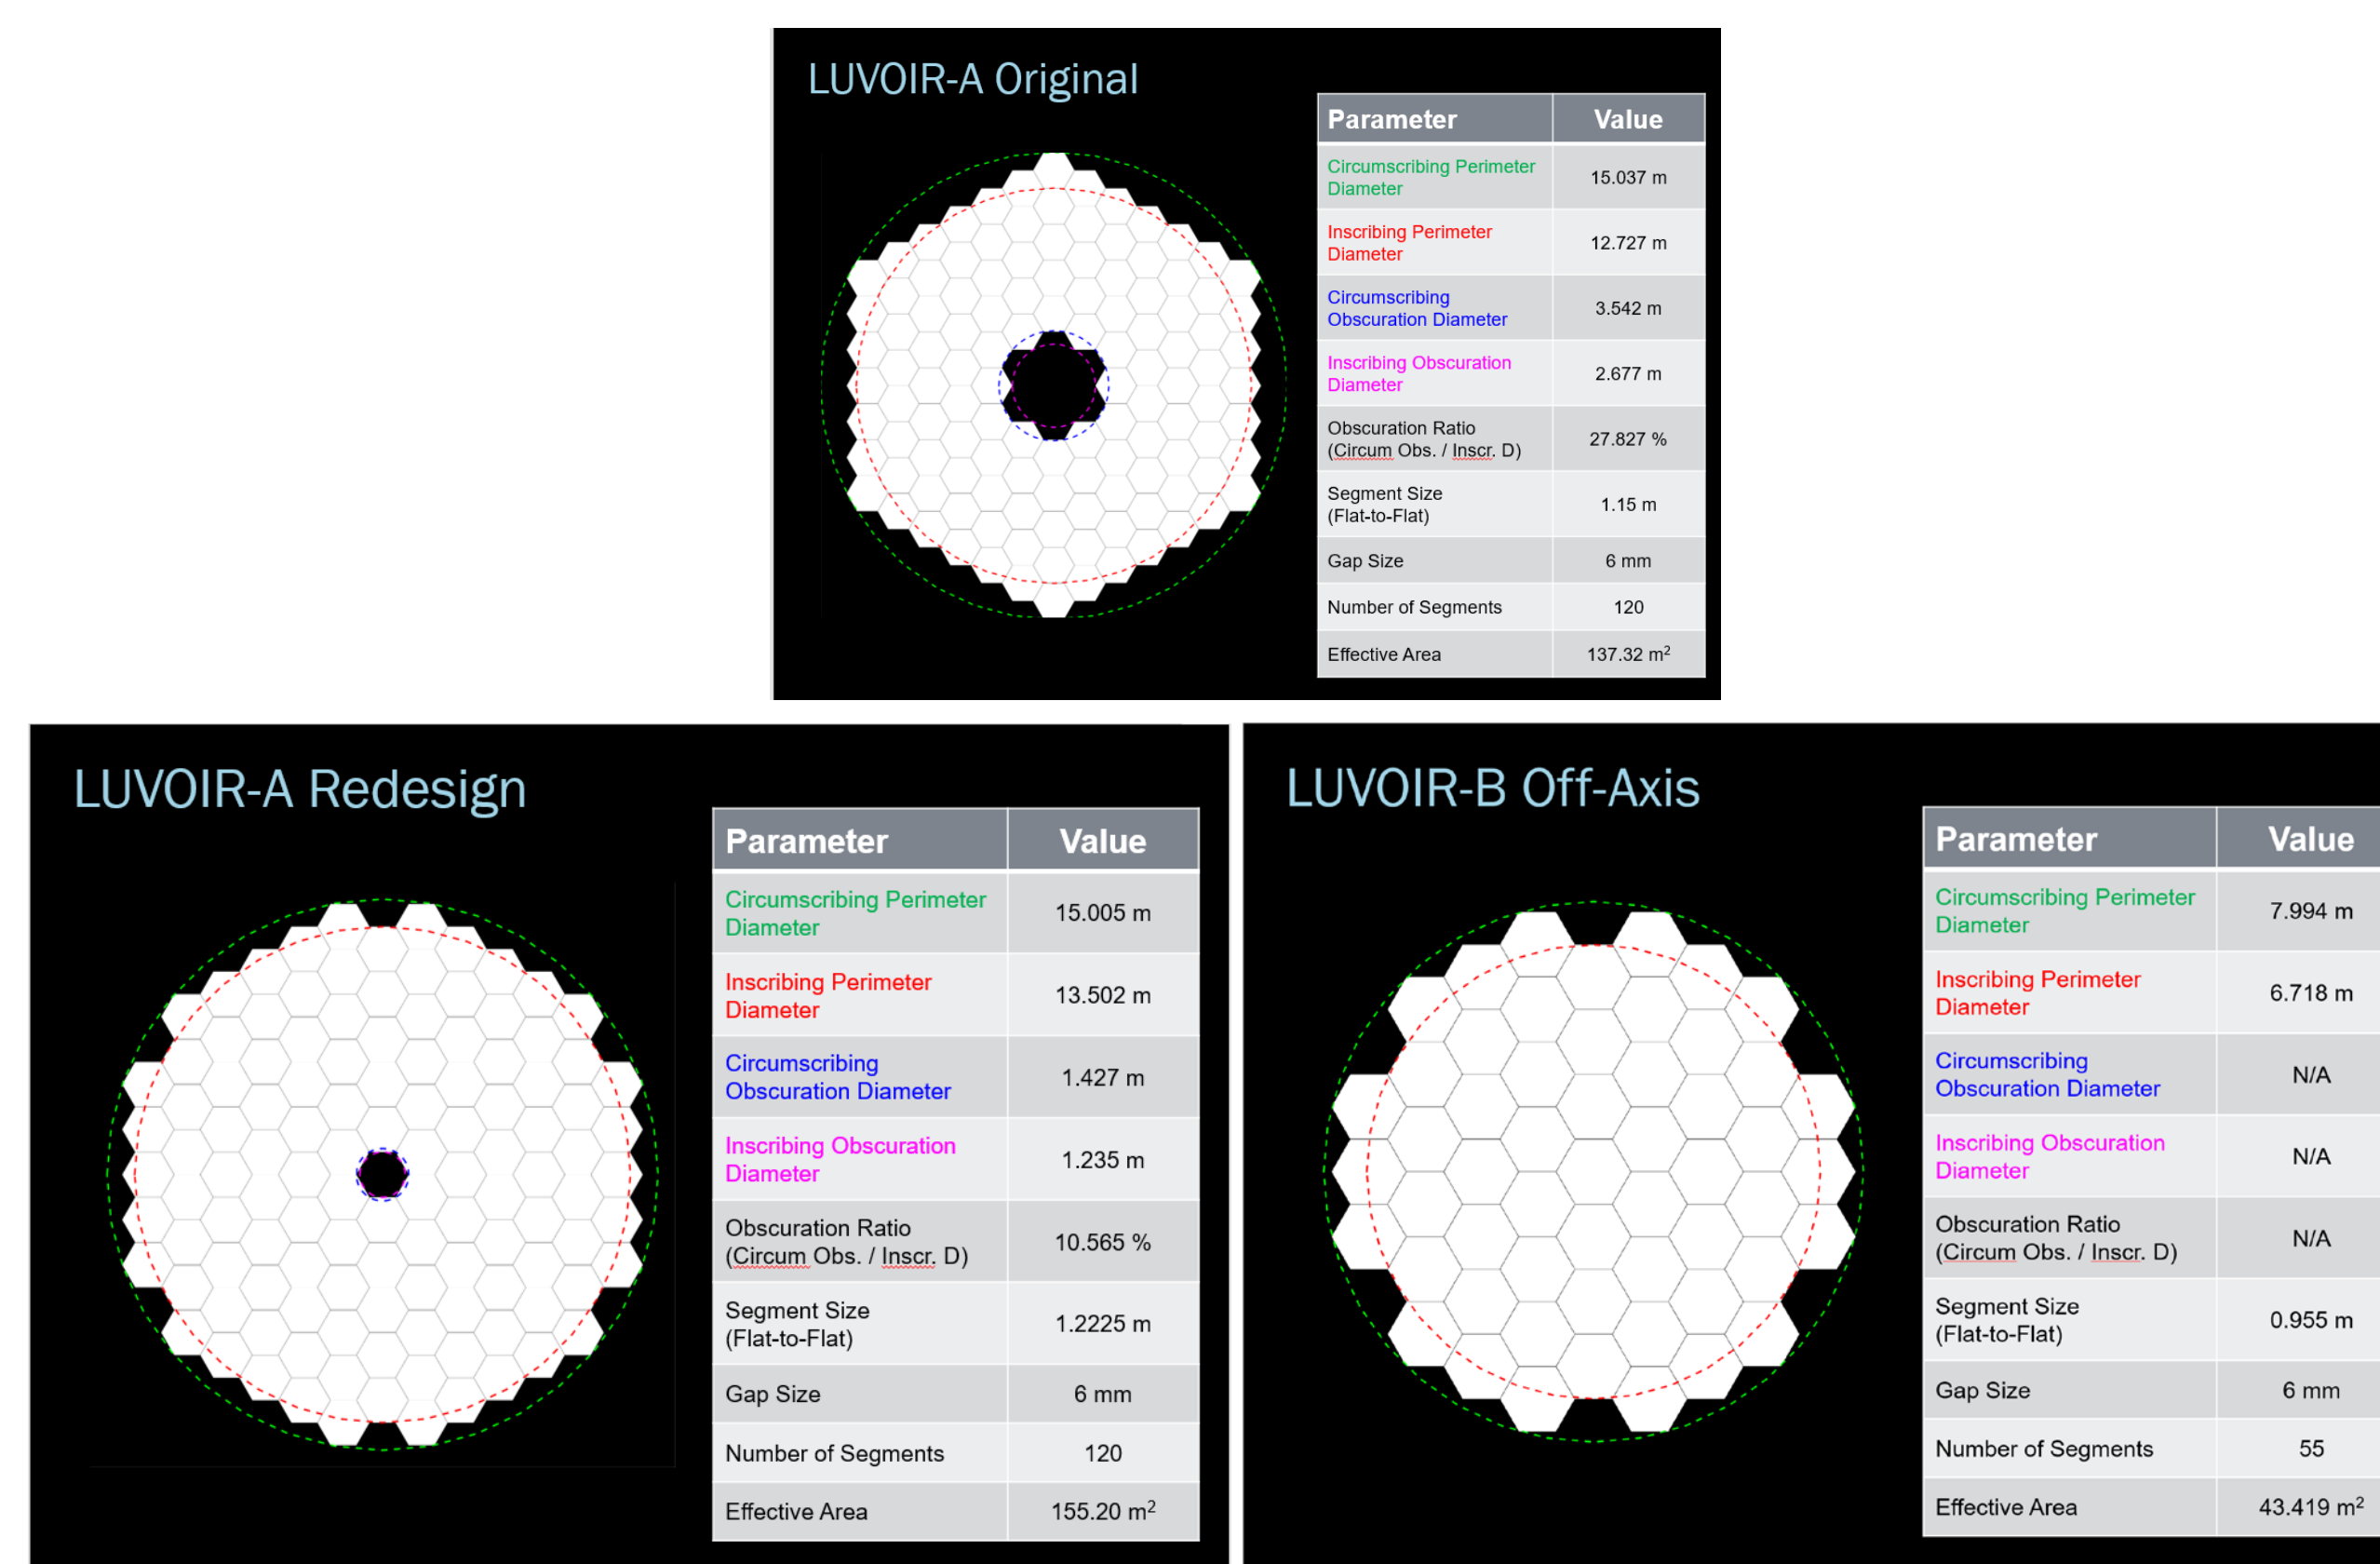 LUVOIR-A Original
Parameter Value
Circumscribing Perimeter
Diameter
15.037 m
Inscribing Perimeter
Diameter
12.727 m
Circumscribing
Obscuration Diameter
3.542 m
Inscribing Obscuration
Diameter
2.677 m
Obscuration Ratio
(Circum Obs. / Inscr. D)
27.827 %
Segment Size
(Flat-to-Flat)
1.15 m
Gap Size 6 mm
Number of Segments 120
Effective Area 137.32 m²
LUVOIR-A Redesign
Parameter Value
Circumscribing Perimeter
Diameter
15.005 m
Inscribing Perimeter
Diameter
13.502 m
Circumscribing
Obscuration Diameter
1.427 m
Inscribing Obscuration
Diameter
1.235 m
Obscuration Ratio
(Circum Obs. / Inscr. D)
10.565 %
Segment Size
(Flat-to-Flat)
1.2225 m
Gap Size 6 mm
Number of Segments 120
Effective Area 155.20 m²
LUVOIR-B Off-Axis
Parameter Value
Circumscribing Perimeter
Diameter
7.994 m
Inscribing Perimeter
Diameter
6.718 m
Circumscribing
Obscuration Diameter
N/A
Inscribing Obscuration
Diameter
N/A
Obscuration Ratio
(Circum Obs. / Inscr. D)
N/A
Segment Size
(Flat-to-Flat)
0.955 m
Gap Size 6 mm
Number of Segments 55
Effective Area 43.419 m²